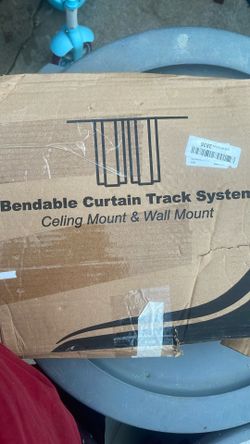 Bendable Curtain Track System
Celing Mount & Wall Mount